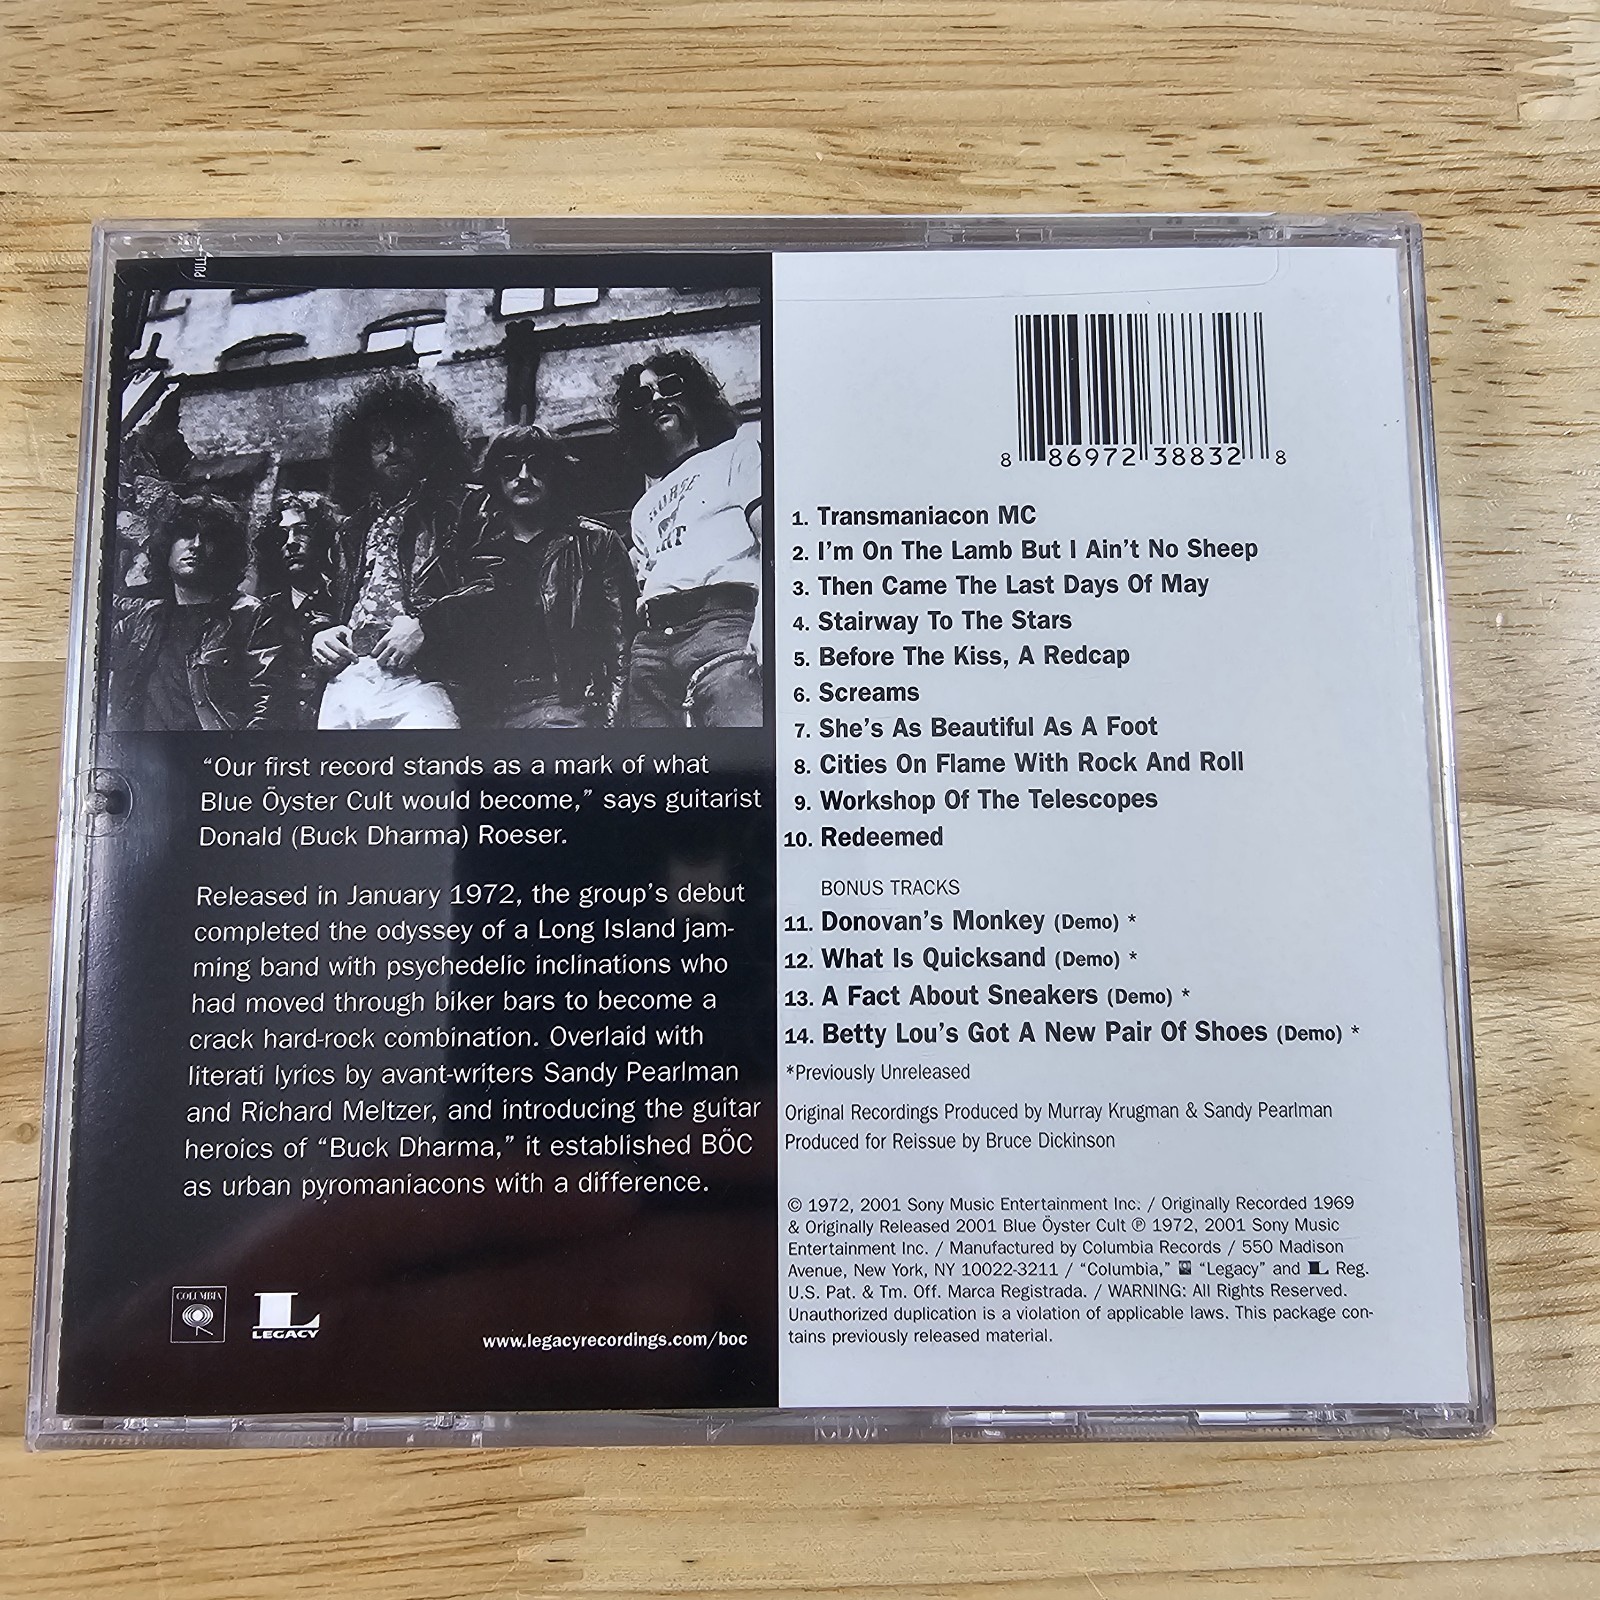 PULL
"Our first record stands as a mark of what
Blue Öyster Cult would become," says guitarist
Donald (Buck Dharma) Roeser.
Released in January 1972, the group's debut
completed the odyssey of a Long Island jam-
ming band with psychedelic inclinations who
had moved through biker bars to become a
crack hard-rock combination. Overlaid with
literati lyrics by avant-writers Sandy Pearlman
and Richard Meltzer, and introducing the guitar
heroics of "Buck Dharma," it established BÖC
as urban pyromaniacons with a difference.
COLUMBIA
L
LEGACY
www.legacyrecordings.com/boc
8 86972 38832 8
1. Transmaniacon MC
2. I'm On The Lamb But I Ain't No Sheep
3. Then Came The Last Days Of May
4. Stairway To The Stars
5. Before The Kiss, A Redcap
6. Screams
7. She's As Beautiful As A Foot
8. Cities On Flame With Rock And Roll
9. Workshop Of The Telescopes
10. Redeemed
BONUS TRACKS
11. Donovan's Monkey (Demo) *
12. What Is Quicksand (Demo) *
13. A Fact About Sneakers (Demo) *
14. Betty Lou's Got A New Pair Of Shoes (Demo) *
*Previously Unreleased
Original Recordings Produced by Murray Krugman & Sandy Pearlman
Produced for Reissue by Bruce Dickinson
© 1972, 2001 Sony Music Entertainment Inc. / Originally Recorded 1969
& Originally Released 2001 Blue Öyster Cult ℗ 1972, 2001 Sony Music
Entertainment Inc. / Manufactured by Columbia Records / 550 Madison
Avenue, New York, NY 10022-3211 / "Columbia," "Legacy" and L Reg.
U.S. Pat. & Tm. Off. Marca Registrada. / WARNING: All Rights Reserved.
Unauthorized duplication is a violation of applicable laws. This package con-
tains previously released material.